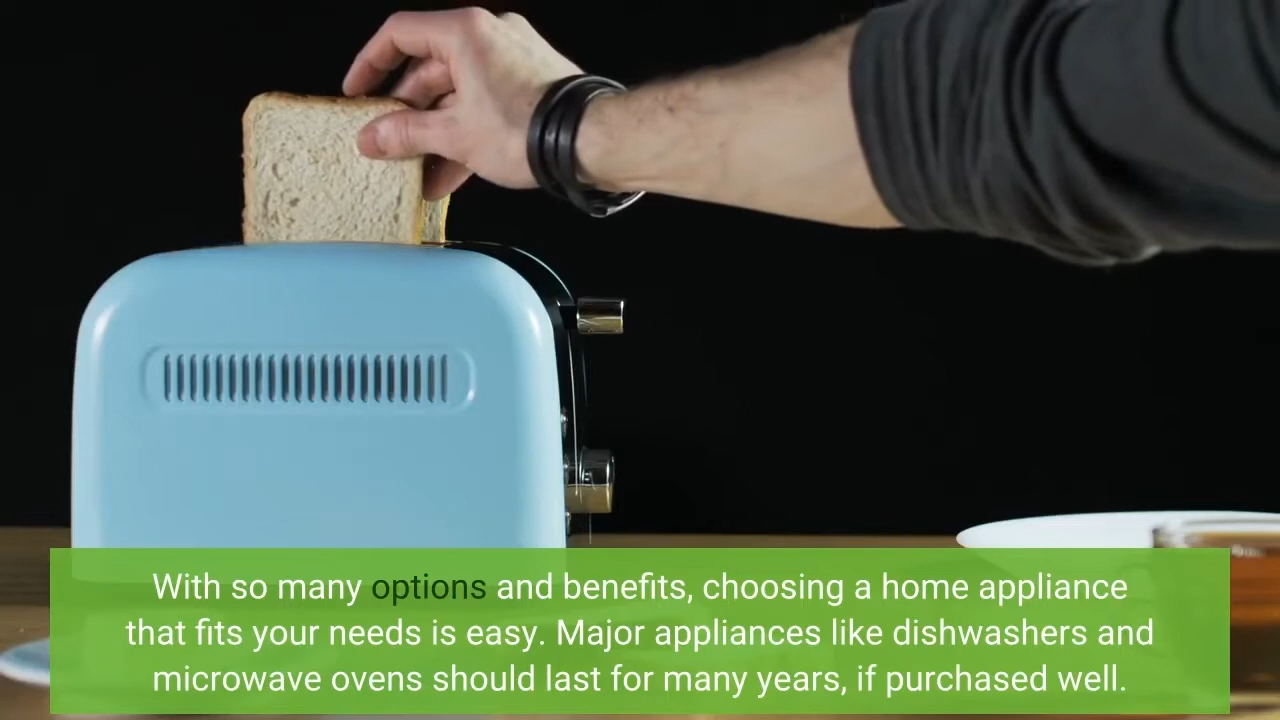 With so many options and benefits, choosing a home appliance
that fits your needs is easy. Major appliances like dishwashers and
microwave ovens should last for many years, if purchased well.